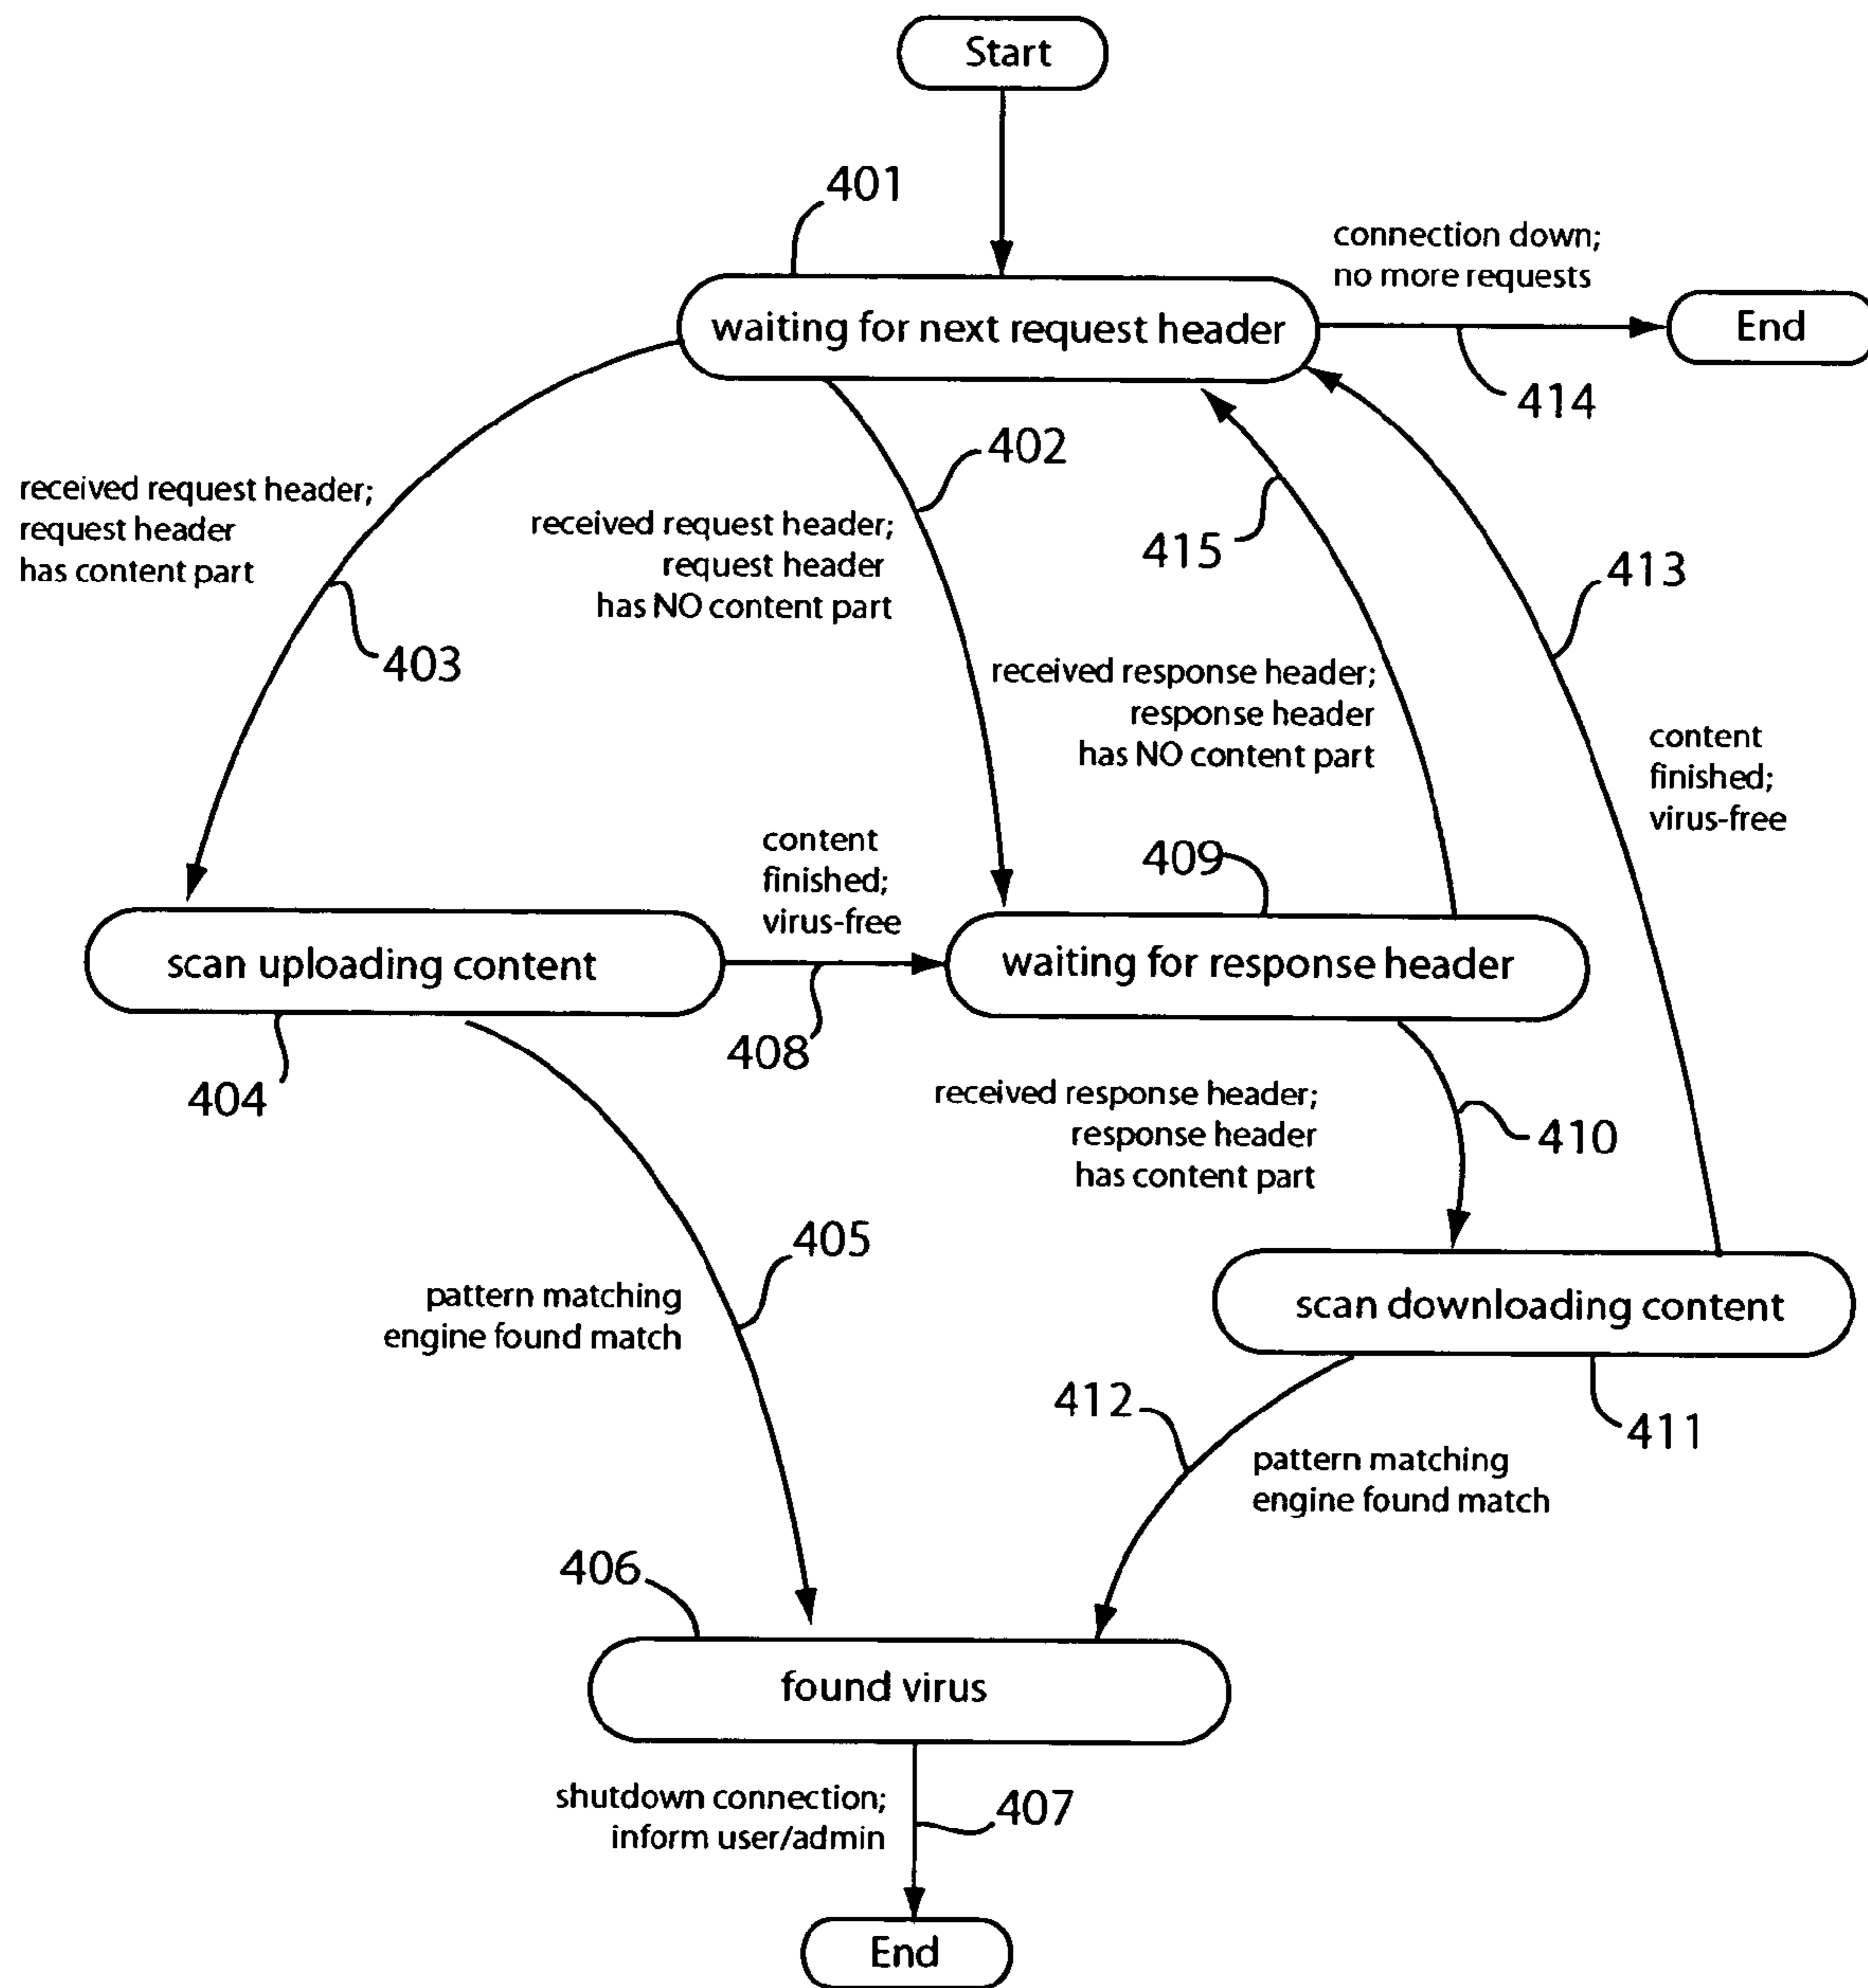 Start
401
connection down;
no more requests
waiting for next request header
End
414
402
received request header;
request header
has content part
received request header;
request header
has NO content part
415
413
403
received response header;
response header
has NO content part
content
finished;
virus-free
content
finished;
virus-free
409
scan uploading content
waiting for response header
408
404
received response header;
response header
has content part
410
405
pattern matching
engine found match
scan downloading content
412
411
pattern matching
engine found match
406
found virus
shutdown connection;
inform user/admin
407
End